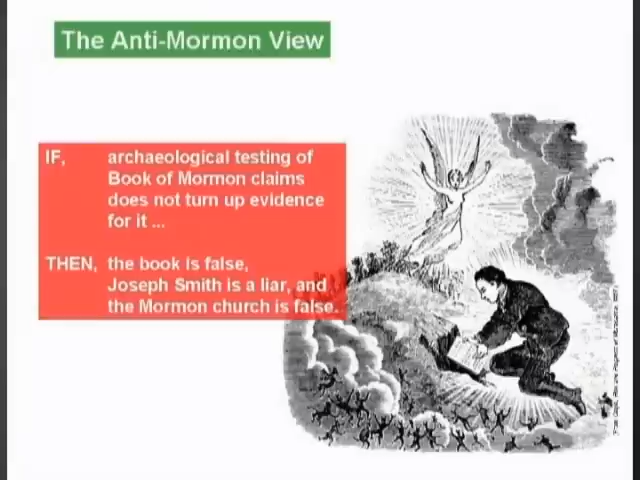 The Anti-Mormon View
IF, archaeological testing of
Book of Mormon claims
does not turn up evidence
for it ...
THEN, the book is false,
Joseph Smith is a liar, and
the Mormon church is false.